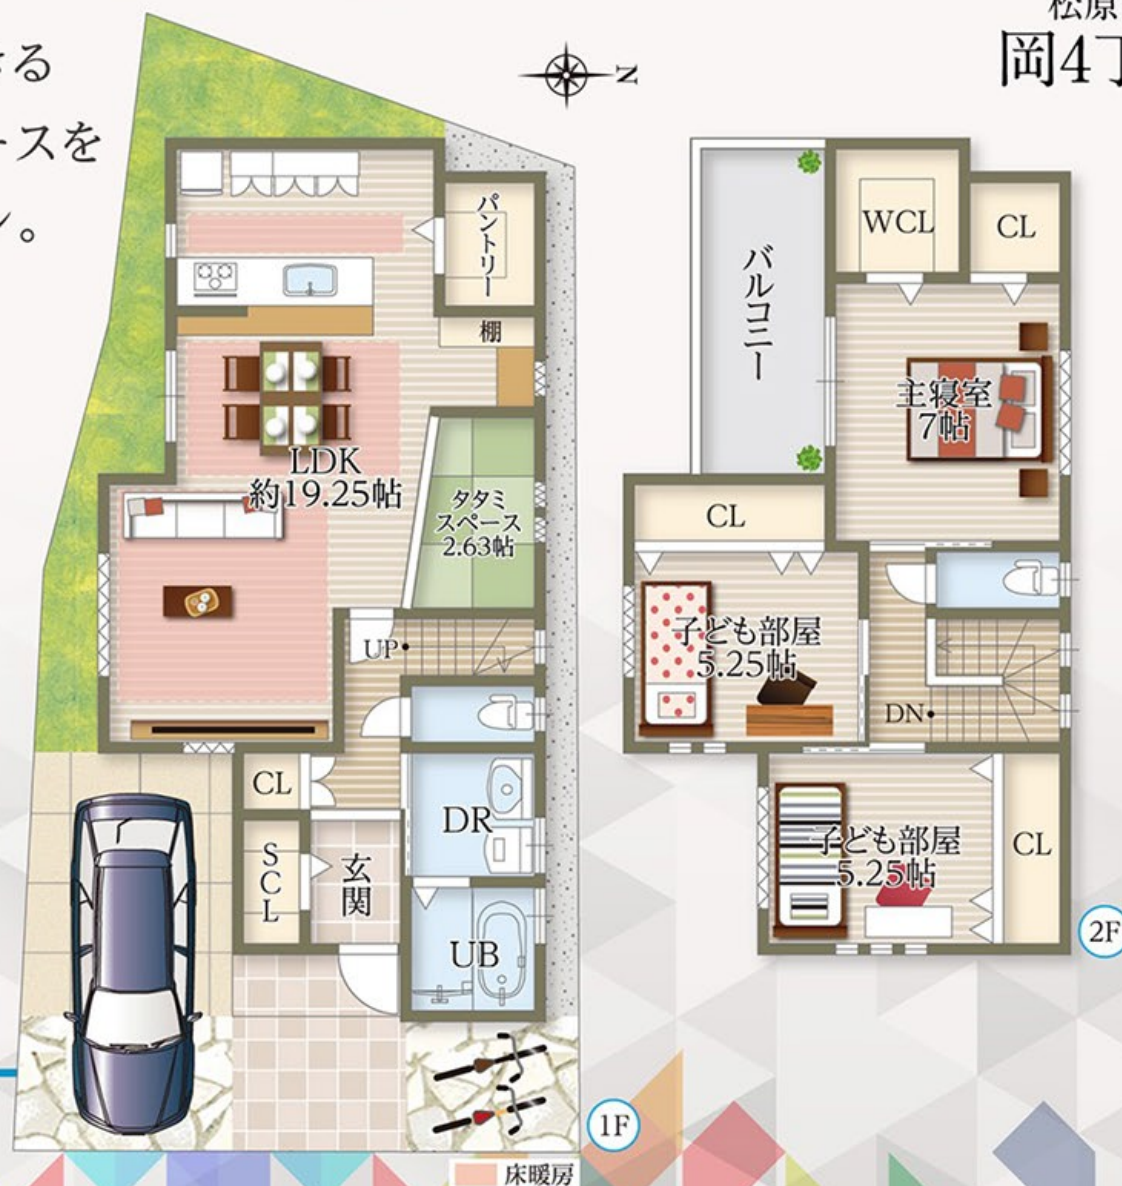 松原
岡4丁
きる
ースを
ン。
N
パントリー
棚
LDK
約19.25帖
タタミ
スペース
2.63帖
UP
CL
DR
SCL
玄関
UB
1F
床暖房
バルコニー
WCL
CL
主寝室
7帖
CL
子ども部屋
5.25帖
DN
子ども部屋
5.25帖
CL
2F